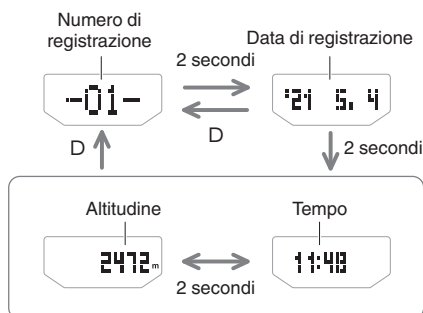 Numero di
registrazione
Data di registrazione
2 secondi
-01-
'21 5. 4
D
D
2 secondi
Altitudine
Tempo
2472m
11:48
2 secondi